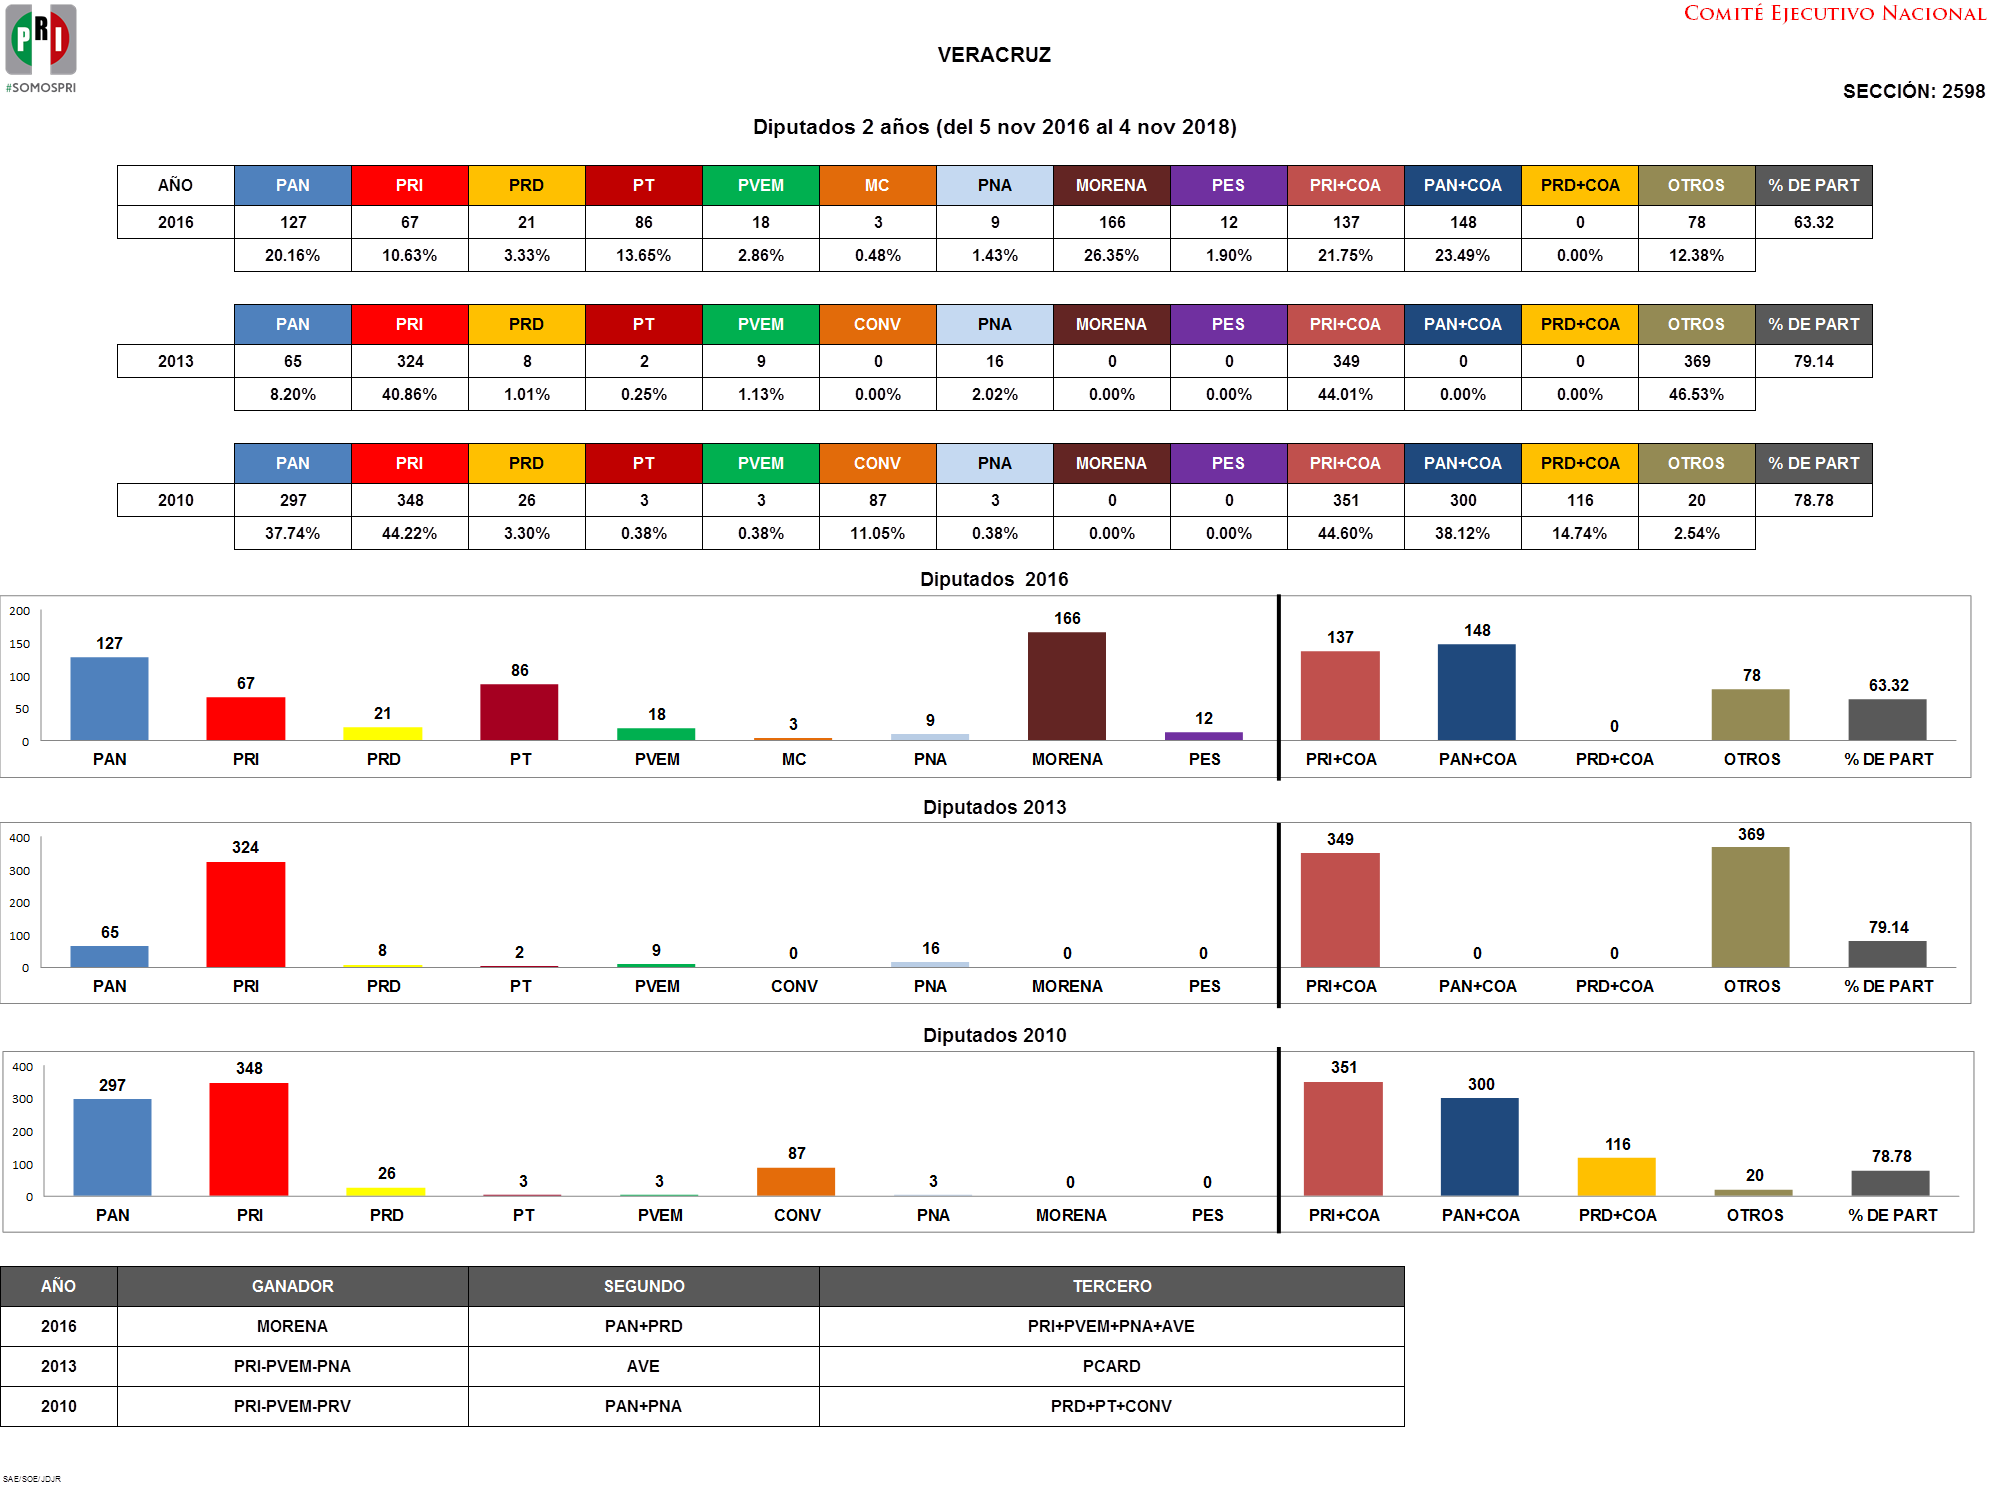 PRI
#SOMOSPRI
COMITÉ EJECUTIVO NACIONAL
VERACRUZ
SECCIÓN: 2598
Diputados 2 años (del 5 nov 2016 al 4 nov 2018)
AÑO PAN PRI PRD PT PVEM MC PNA MORENA PES PRI+COA PAN+COA PRD+COA OTROS % DE PART
2016 127 67 21 86 18 3 9 166 12 137 148 0 78 63.32
20.16% 10.63% 3.33% 13.65% 2.86% 0.48% 1.43% 26.35% 1.90% 21.75% 23.49% 0.00% 12.38%
PAN PRI PRD PT PVEM CONV PNA MORENA PES PRI+COA PAN+COA PRD+COA OTROS % DE PART
2013 65 324 8 2 9 0 16 0 0 349 0 0 369 79.14
8.20% 40.86% 1.01% 0.25% 1.13% 0.00% 2.02% 0.00% 0.00% 44.01% 0.00% 0.00% 46.53%
PAN PRI PRD PT PVEM CONV PNA MORENA PES PRI+COA PAN+COA PRD+COA OTROS % DE PART
2010 297 348 26 3 3 87 3 0 0 351 300 116 20 78.78
37.74% 44.22% 3.30% 0.38% 0.38% 11.05% 0.38% 0.00% 0.00% 44.60% 38.12% 14.74% 2.54%
Diputados 2016
200
150
100
50
0
127 67 21 86 18 3 9 166 12 137 148 0 78 63.32
PAN PRI PRD PT PVEM MC PNA MORENA PES PRI+COA PAN+COA PRD+COA OTROS % DE PART
Diputados 2013
400
300
200
100
0
65 324 8 2 9 0 16 0 0 349 0 0 369 79.14
PAN PRI PRD PT PVEM CONV PNA MORENA PES PRI+COA PAN+COA PRD+COA OTROS % DE PART
Diputados 2010
400
300
200
100
0
297 348 26 3 3 87 3 0 0 351 300 116 20 78.78
PAN PRI PRD PT PVEM CONV PNA MORENA PES PRI+COA PAN+COA PRD+COA OTROS % DE PART
AÑO GANADOR SEGUNDO TERCERO
2016 MORENA PAN+PRD PRI+PVEM+PNA+AVE
2013 PRI-PVEM-PNA AVE PCARD
2010 PRI-PVEM-PRV PAN+PNA PRD+PT+CONV
SAE/SOE/JDJR